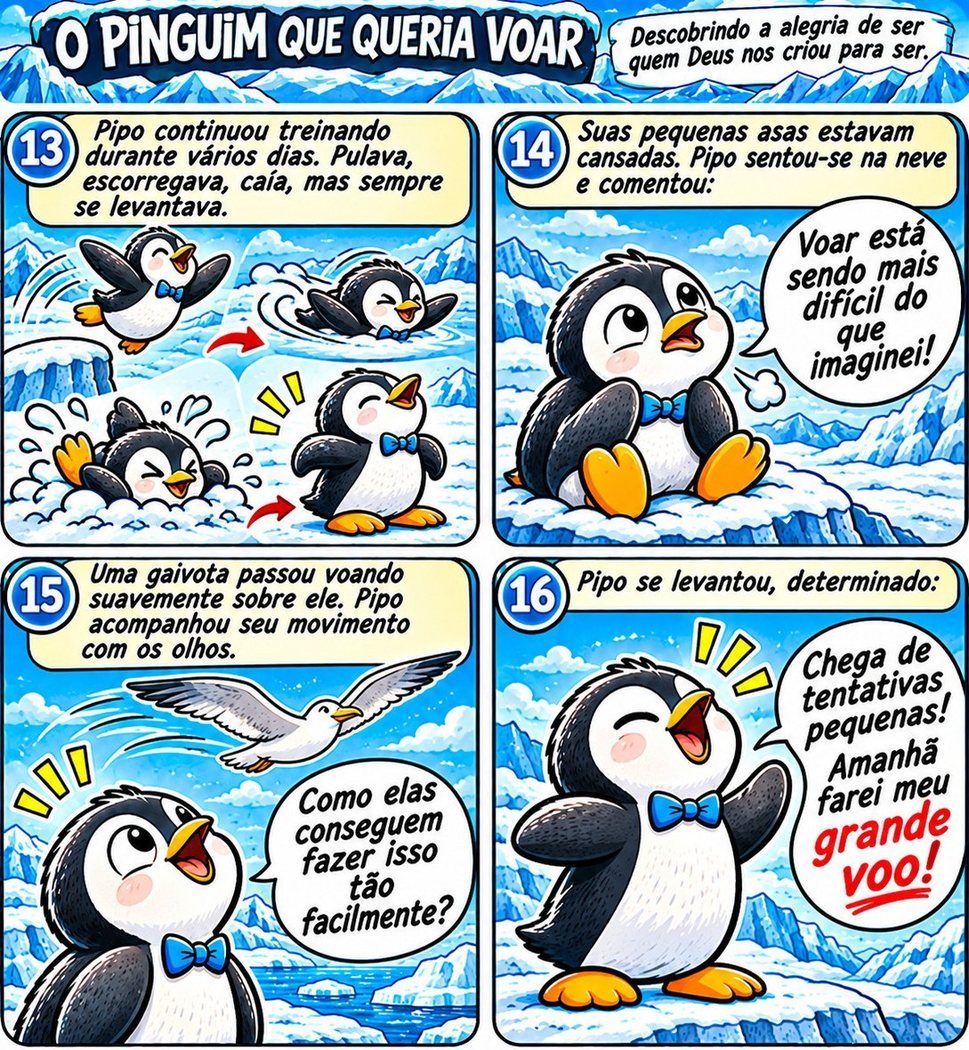 O PINGUIM QUE QUERIA VOAR
Descobrindo a alegria de ser
quem Deus nos criou para ser.
13
Pipo continuou treinando
durante vários dias. Pulava,
escorregava, caía, mas sempre
se levantava.
14
Suas pequenas asas estavam
cansadas. Pipo sentou-se na neve
e comentou:
Voar está
sendo mais
difícil do
que
imaginei!
15
Uma gaivota passou voando
suavemente sobre ele. Pipo
acompanhou seu movimento
com os olhos.
Como elas
conseguem
fazer isso
tão
facilmente?
16
Pipo se levantou, determinado:
Chega de
tentativas
pequenas!
Amanhã
farei meu
grande
voo!